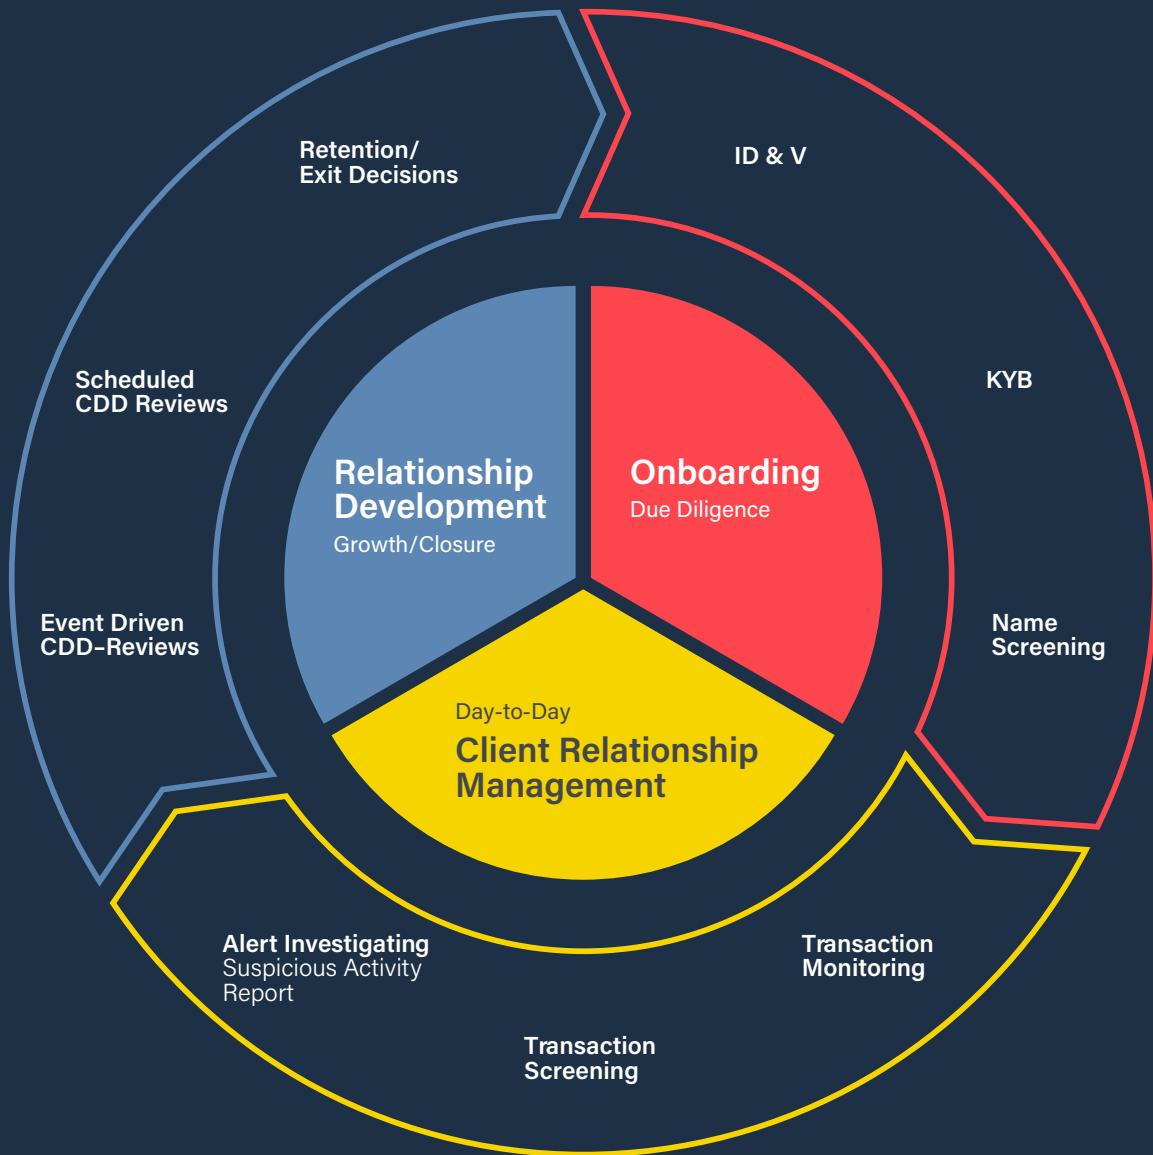 Retention/
Exit Decisions
ID & V
Scheduled
CDD Reviews
KYB
Relationship
Development
Growth/Closure
Onboarding
Due Diligence
Event Driven
CDD–Reviews
Name
Screening
Day-to-Day
Client Relationship
Management
Alert Investigating
Suspicious Activity
Report
Transaction
Monitoring
Transaction
Screening